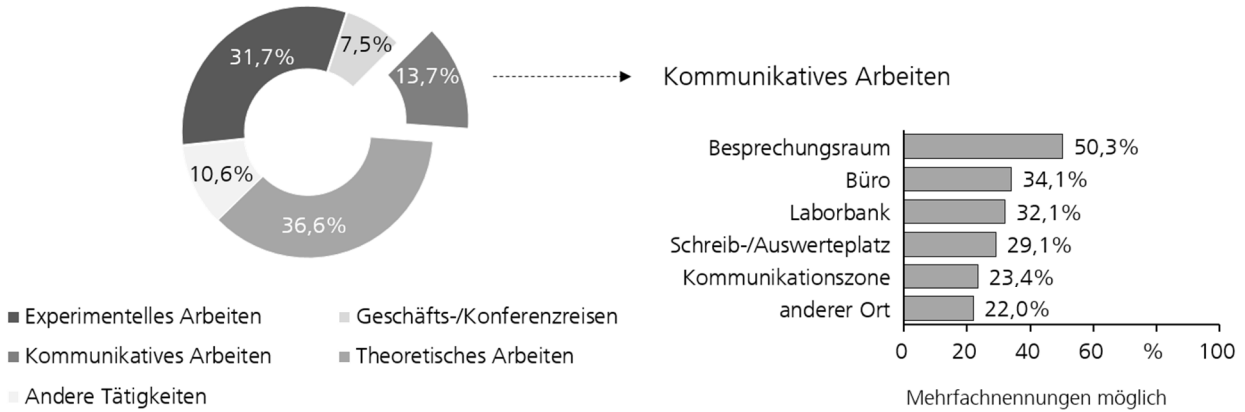 31,7%
7,5%
13,7%
10,6%
36,6%
Experimentelles Arbeiten
Geschäfts-/Konferenzreisen
Kommunikatives Arbeiten
Theoretisches Arbeiten
Andere Tätigkeiten
Kommunikatives Arbeiten
Besprechungsraum 50,3%
Büro 34,1%
Laborbank 32,1%
Schreib-/Auswerteplatz 29,1%
Kommunikationszone 23,4%
anderer Ort 22,0%
0 20 40 60 % 100
Mehrfachnennungen möglich